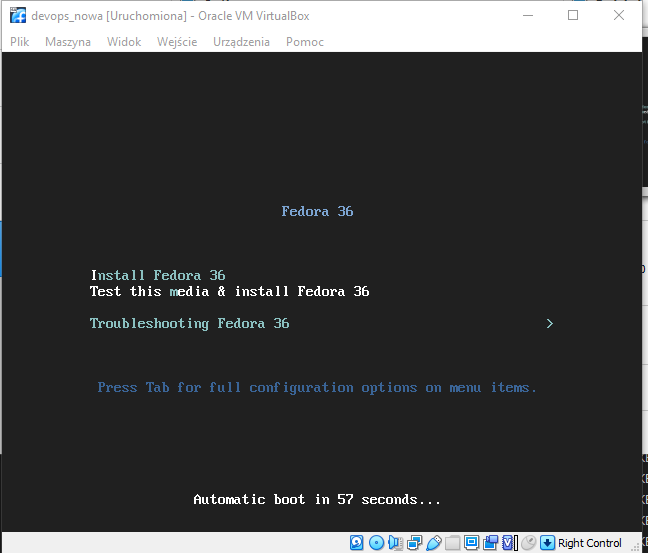 devops_nowa [Uruchomiona] - Oracle VM VirtualBox
Plik Maszyna Widok Wejście Urządzenia Pomoc
Fedora 36
Install Fedora 36
Test this media & install Fedora 36
Troubleshooting Fedora 36 >
Press Tab for full configuration options on menu items.
Automatic boot in 57 seconds...
Right Control